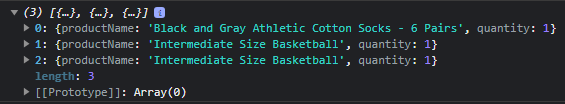 ▼ (3) [{…}, {…}, {…}] i
▶ 0: {productName: 'Black and Gray Athletic Cotton Socks - 6 Pairs', quantity: 1}
▶ 1: {productName: 'Intermediate Size Basketball', quantity: 1}
▶ 2: {productName: 'Intermediate Size Basketball', quantity: 1}
length: 3
▶ [[Prototype]]: Array(0)